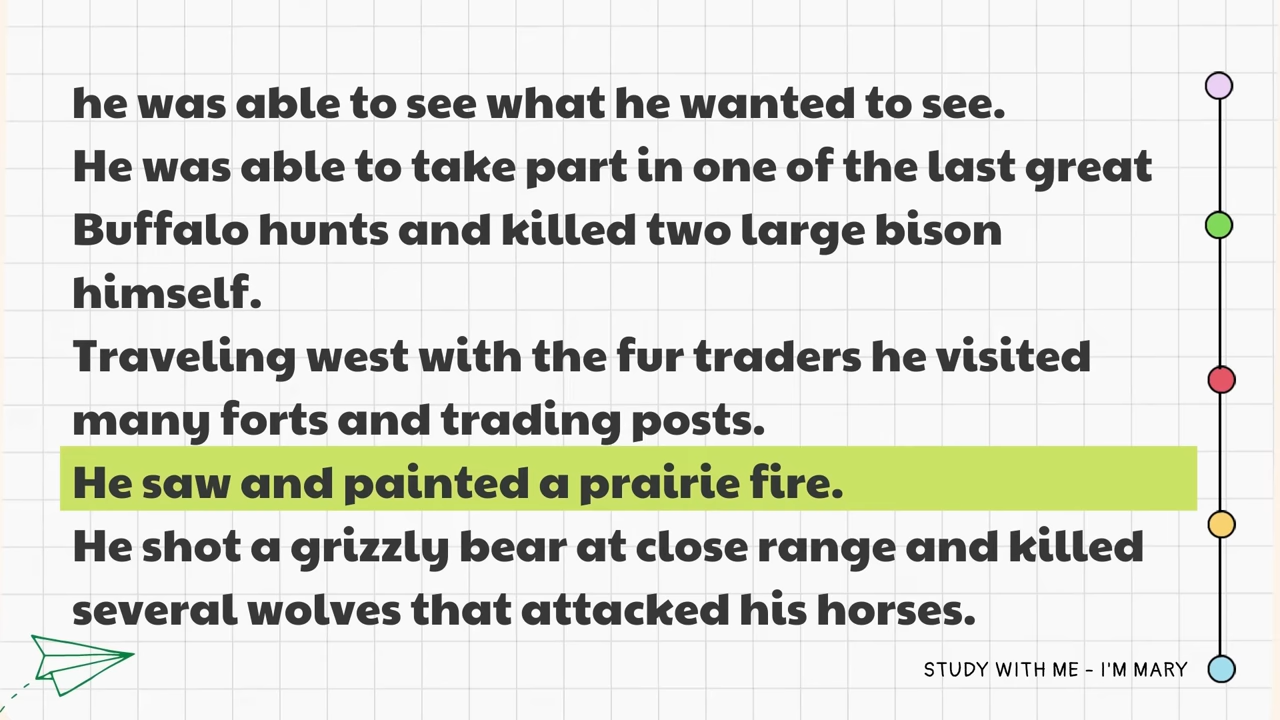 he was able to see what he wanted to see.
He was able to take part in one of the last great
Buffalo hunts and killed two large bison
himself.
Traveling west with the fur traders he visited
many forts and trading posts.
He saw and painted a prairie fire.
He shot a grizzly bear at close range and killed
several wolves that attacked his horses.
STUDY WITH ME - I'M MARY